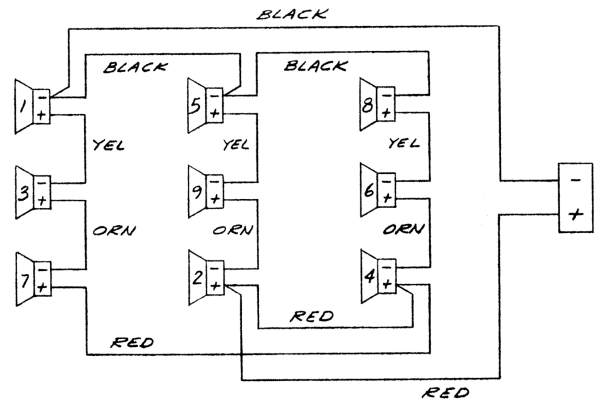 BLACK
BLACK
BLACK
1 - +
5 - +
8 - +
YEL
YEL
YEL
3 - +
9 - +
6 - +
-
+
ORN
ORN
ORN
7 - +
2 - +
4 - +
RED
RED
RED